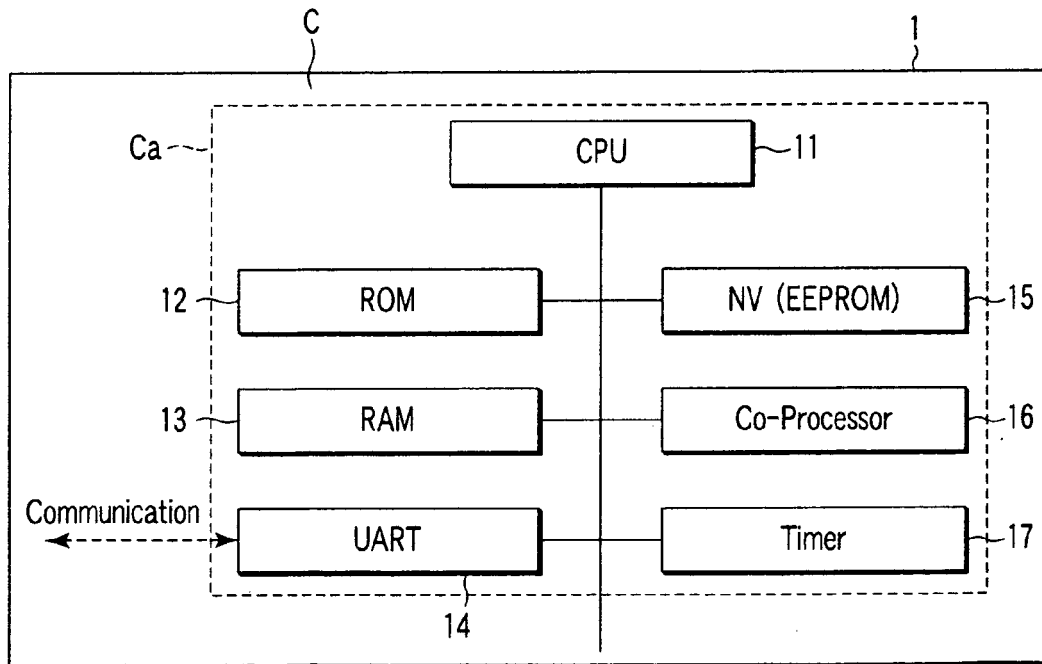 C
1
Ca
CPU
11
12
ROM
NV (EEPROM)
15
13
RAM
Co-Processor
16
Communication
UART
Timer
17
14